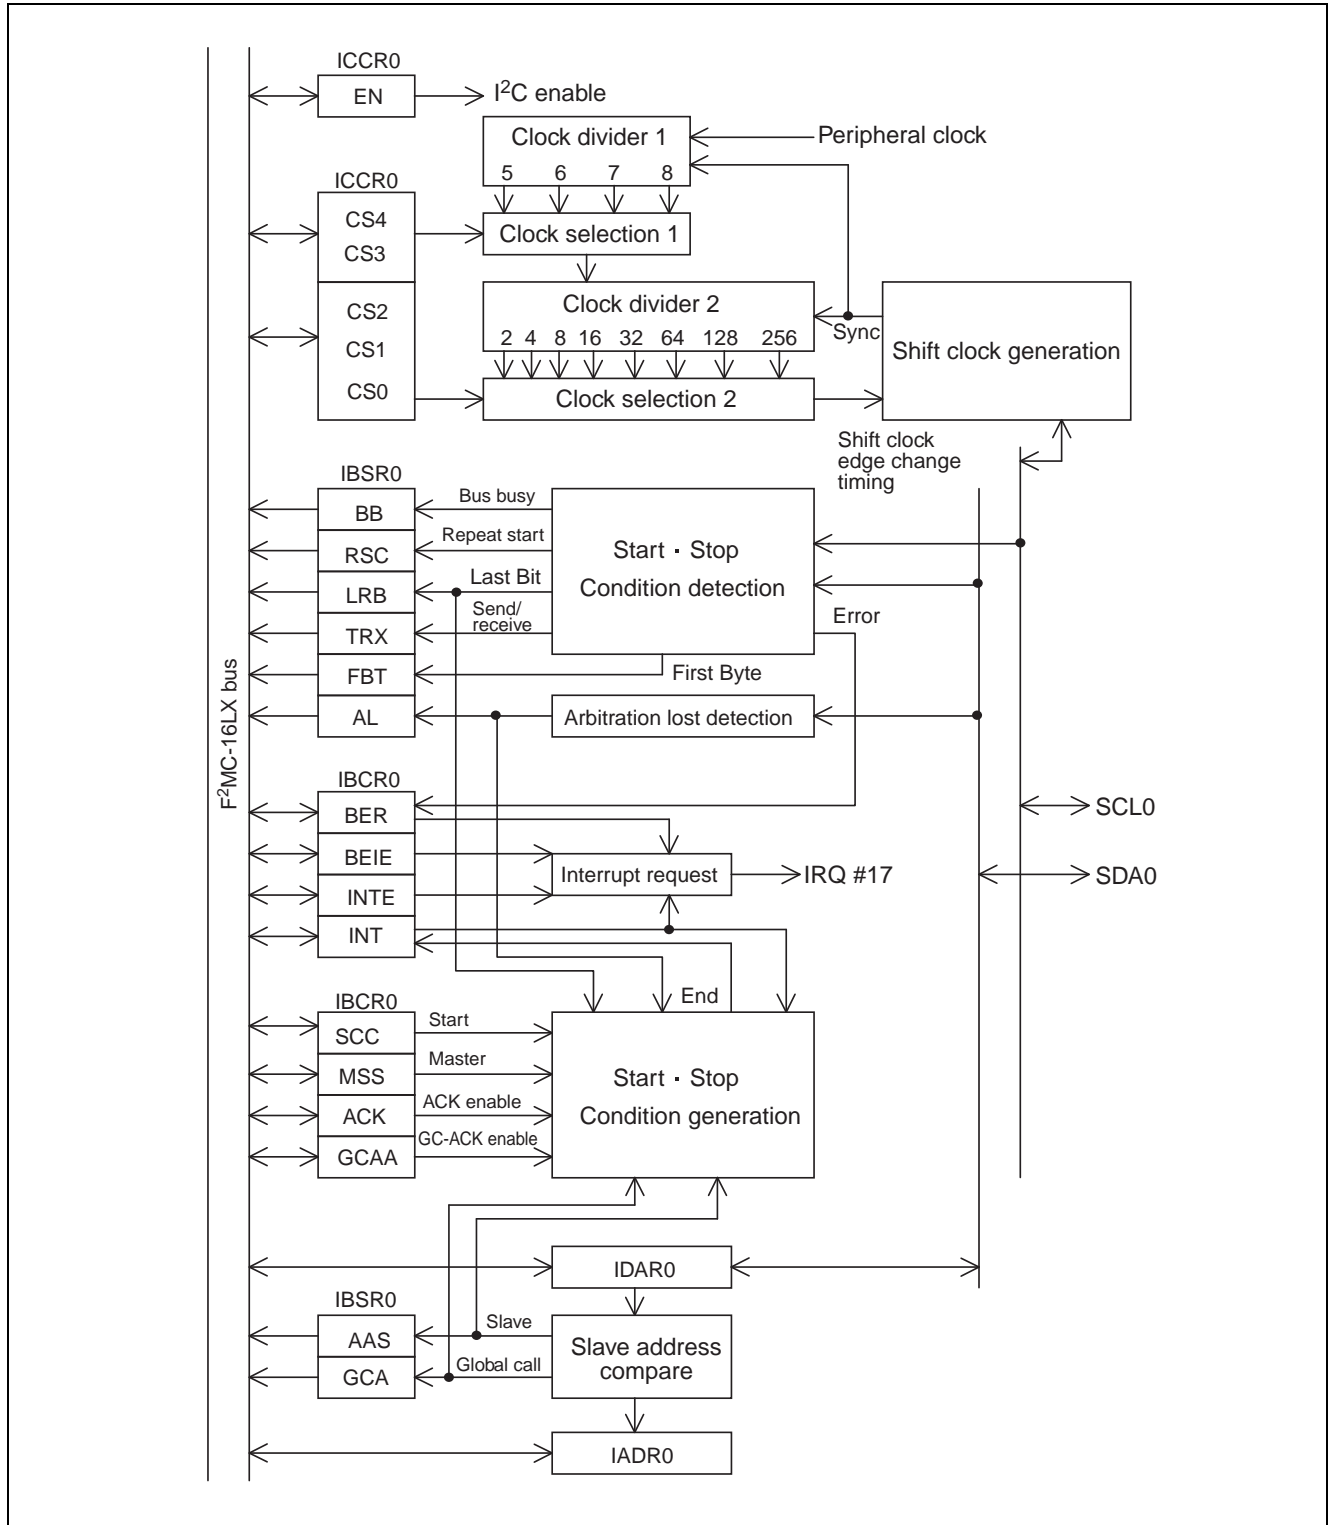 ICCR0
EN
I²C enable
Clock divider 1
Peripheral clock
5 6 7 8
ICCR0
CS4
CS3
Clock selection 1
CS2
CS1
CS0
Clock divider 2
2 4 8 16 32 64 128 256
Sync
Shift clock generation
Clock selection 2
Shift clock
edge change
timing
IBSR0
BB
Bus busy
RSC
Repeat start
LRB
Last Bit
TRX
Send/
receive
FBT
First Byte
AL
Start · Stop
Condition detection
Error
Arbitration lost detection
F²MC-16LX bus
IBCR0
BER
BEIE
INTE
INT
Interrupt request
IRQ #17
SCL0
SDA0
End
IBCR0
SCC
Start
MSS
Master
ACK
ACK enable
GCAA
GC-ACK enable
Start · Stop
Condition generation
IDAR0
IBSR0
AAS
Slave
GCA
Global call
Slave address
compare
IADR0